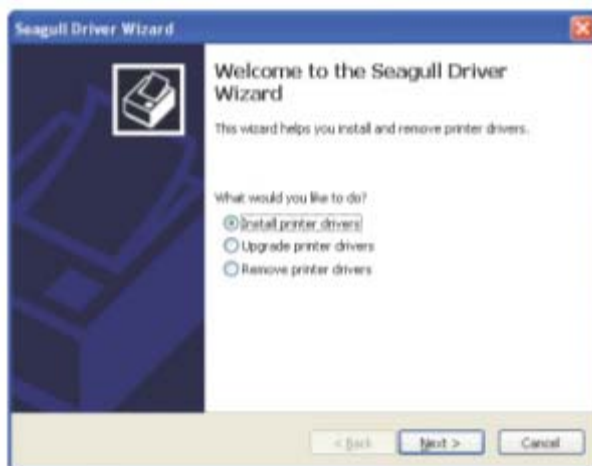 Seagull Driver Wizard
Welcome to the Seagull Driver
Wizard
This wizard helps you install and remove printer drivers.
What would you like to do?
Install printer drivers
Upgrade printer drivers
Remove printer drivers
< Back
Next >
Cancel